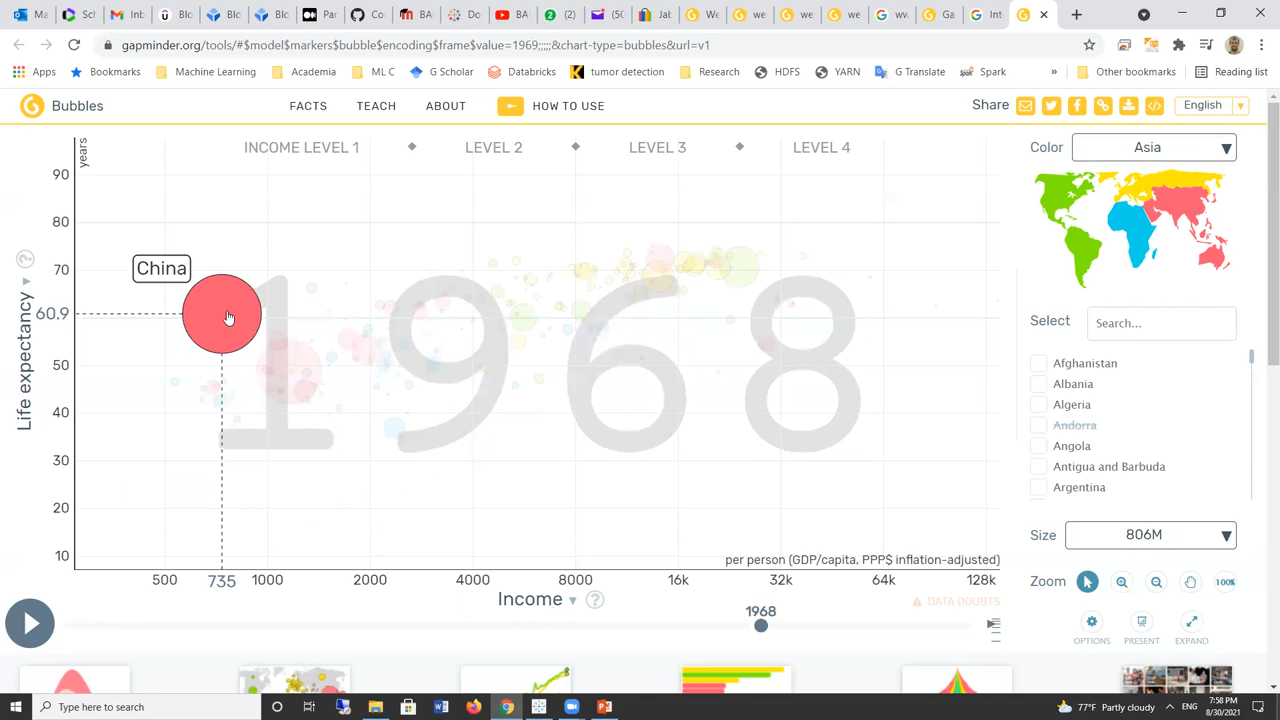 (2)
(50
gapminder.org/tools/#$model$markers$bubble$encoding$frame$value=1969;;;;;&chart-type=bubbles&url=v1
Apps Bookmarks Machine Learning Academia ML C G Scholar Databricks tumor detection Research HDFS YARN G Translate Spark » Other bookmarks Reading list
Bubbles FACTS TEACH ABOUT HOW TO USE Share English
years
INCOME LEVEL 1 LEVEL 2 LEVEL 3 LEVEL 4
Color Asia
90
80
70
60.9
50
40
30
20
10
Life expectancy
China
1968
per person (GDP/capita, PPP$ inflation-adjusted)
500 735 1000 2000 4000 8000 16k 32k 64k 128k
Income
DATA DOUBTS
1968
Select Search...
Afghanistan
Albania
Algeria
Andorra
Angola
Antigua and Barbuda
Argentina
Size 806M
Zoom 100%
OPTIONS PRESENT EXPAND
Type here to search
77°F Partly cloudy ENG
7:58 PM
8/30/2021